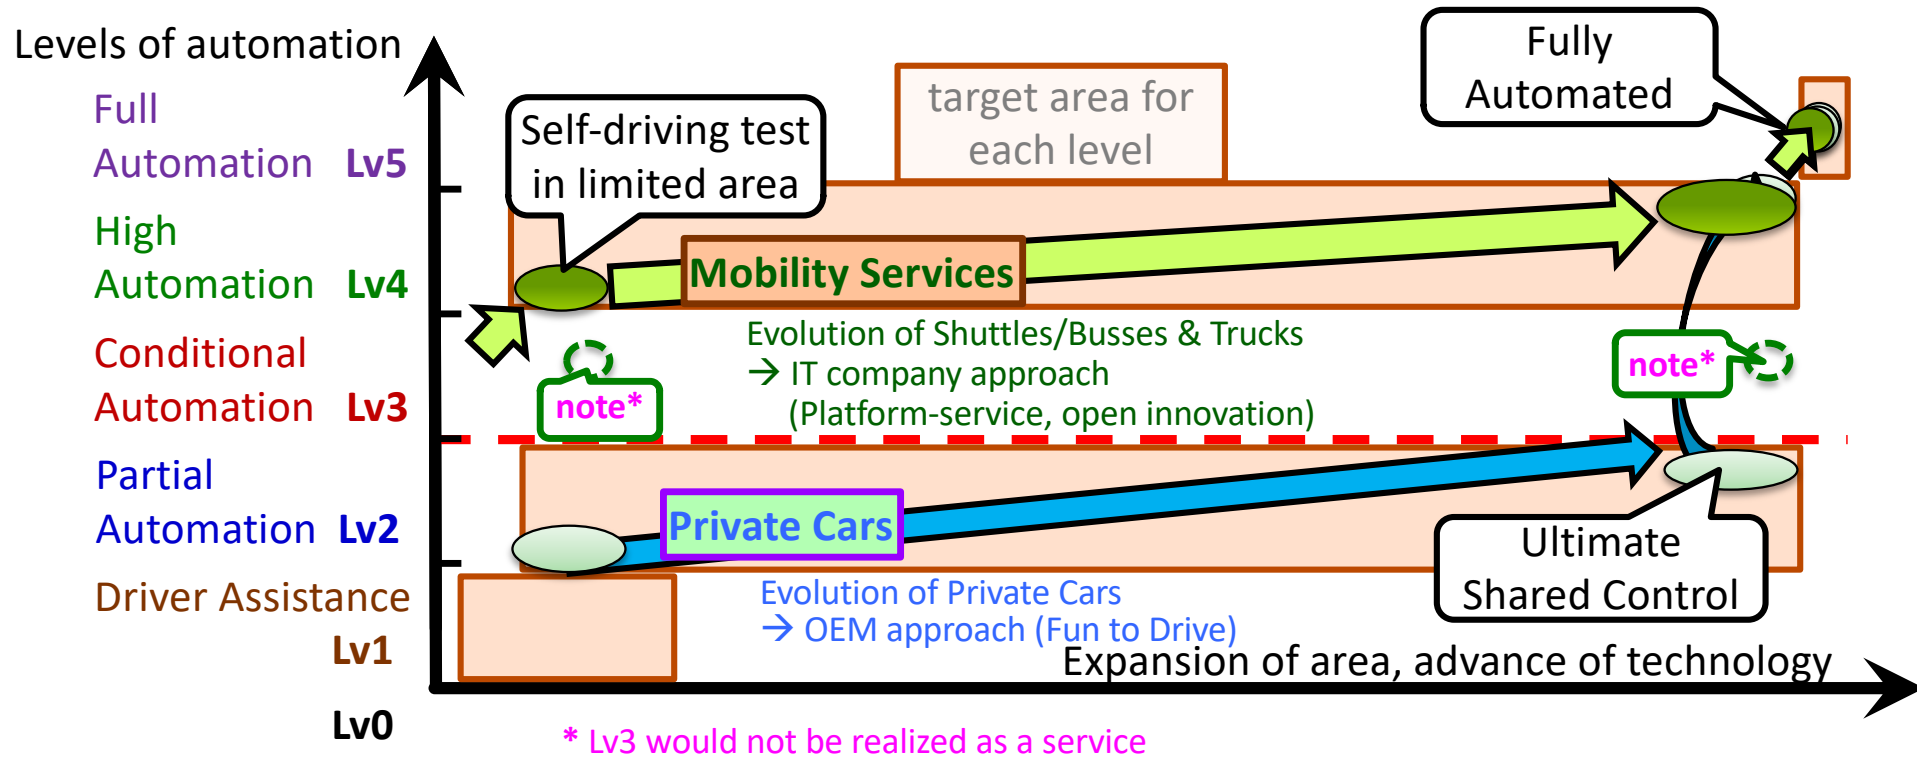 Levels of automation
Full
Automation Lv5
High
Automation Lv4
Conditional
Automation Lv3
Partial
Automation Lv2
Driver Assistance
Lv1
Lv0
Self-driving test
in limited area
target area for
each level
Fully
Automated
Mobility Services
Evolution of Shuttles/Busses & Trucks
→ IT company approach
(Platform-service, open innovation)
note*
note*
Private Cars
Evolution of Private Cars
→ OEM approach (Fun to Drive)
Ultimate
Shared Control
Expansion of area, advance of technology
* Lv3 would not be realized as a service